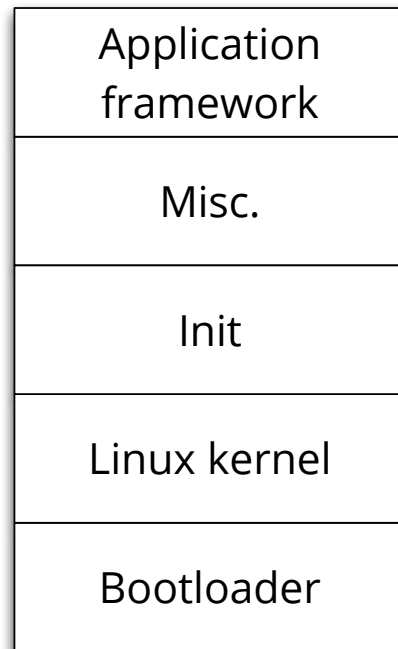 Application
framework
Misc.
Init
Linux kernel
Bootloader